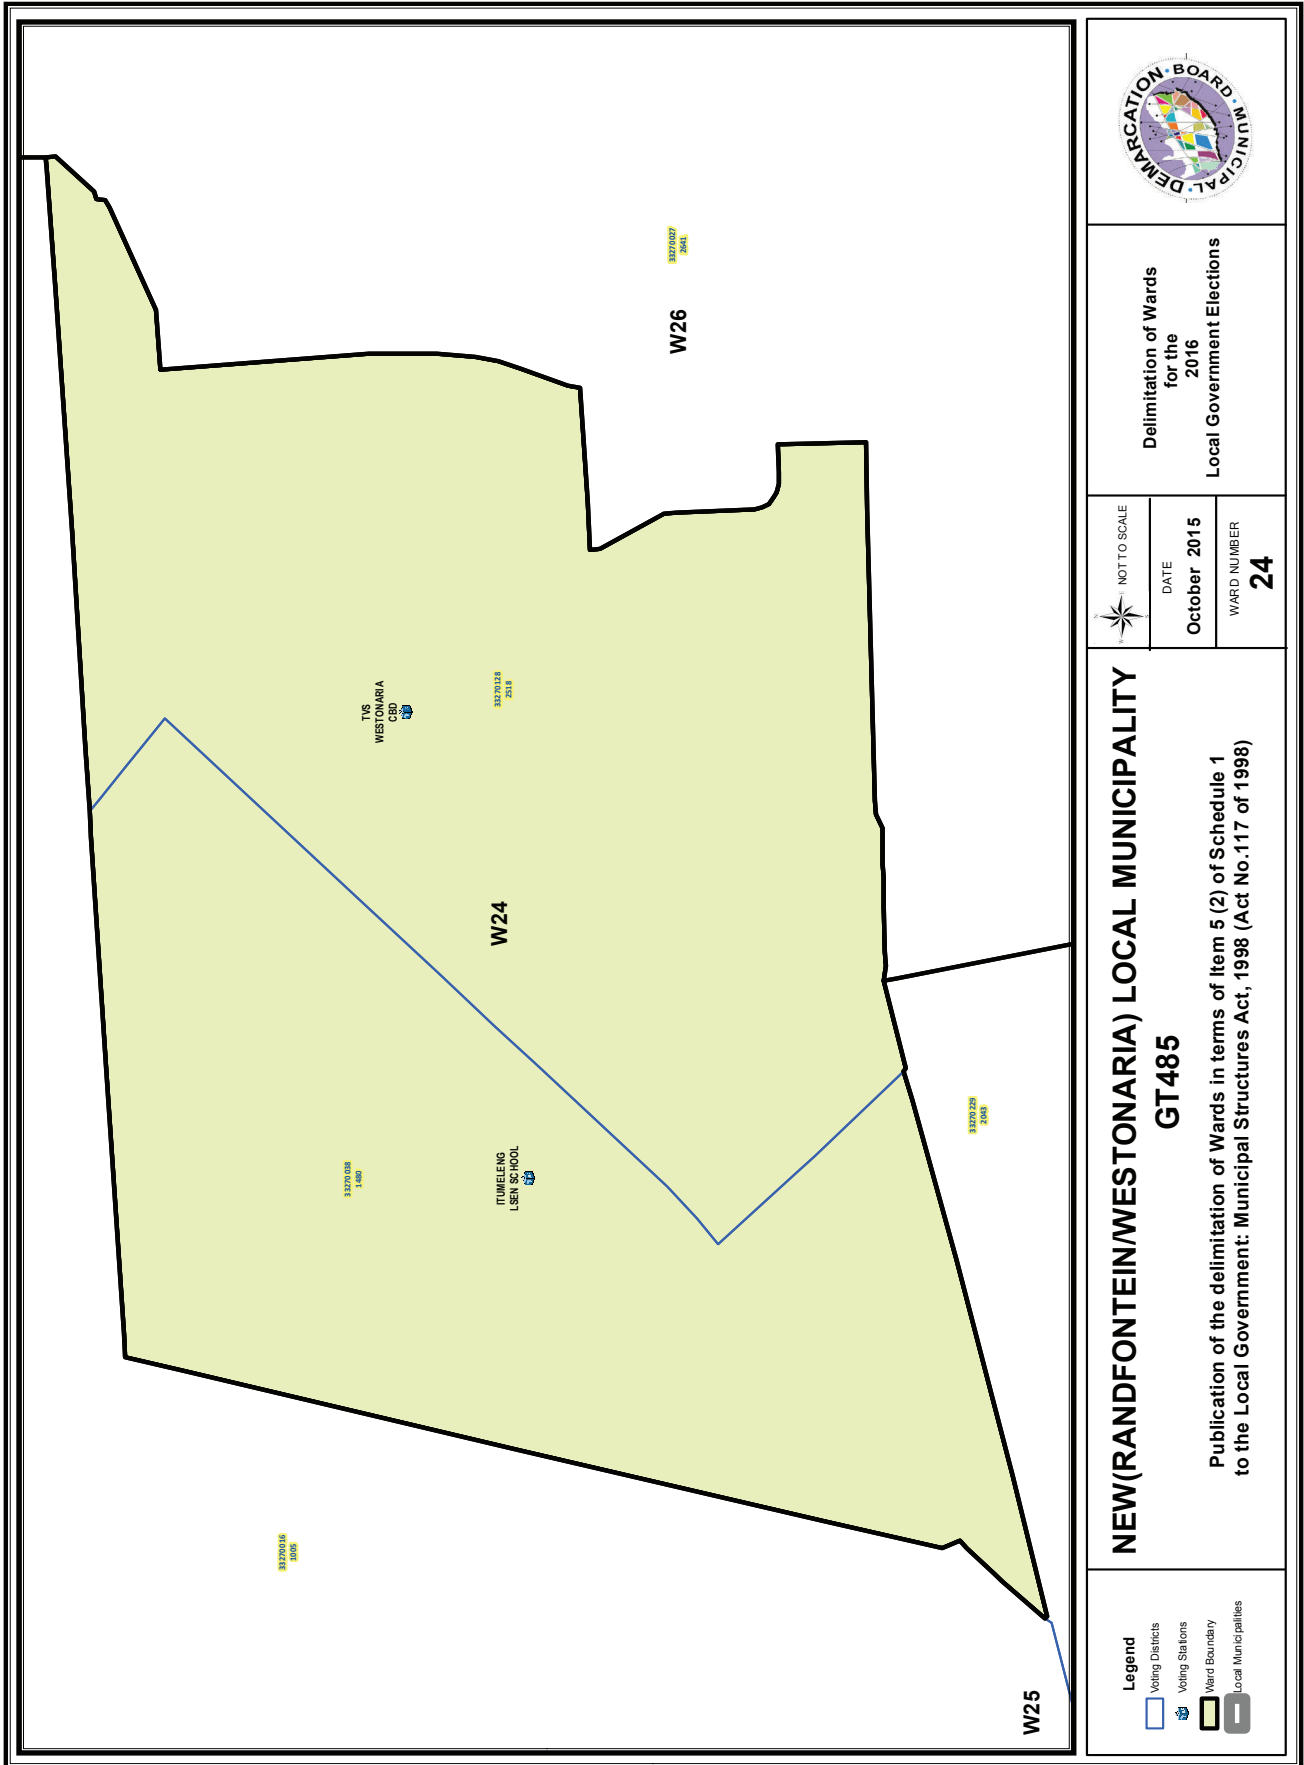 33270027
2641
W26
TVS
WESTONARIA
CBD
33270128
2518
W24
33270038
1480
ITUMELENG
LSEN SCHOOL
33270229
2043
33270016
1005
W25
Legend
Voting Districts
Voting Stations
Ward Boundary
Local Municipalities
NEW(RANDFONTEIN/WESTONARIA) LOCAL MUNICIPALITY
GT485
Publication of the delimitation of Wards in terms of Item 5 (2) of Schedule 1
to the Local Government: Municipal Structures Act, 1998 (Act No.117 of 1998)
N
W
E
S
NOT TO SCALE
DATE
October 2015
WARD NUMBER
24
Delimitation of Wards
for the
2016
Local Government Elections
MUNICIPAL • DEMARCATION • BOARD •